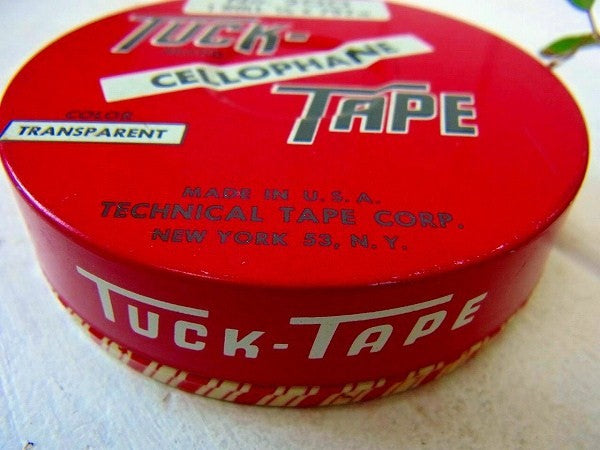 TUCK-
CELLOPHANE
TAPE
COLOR
TRANSPARENT
MADE IN U.S.A.
TECHNICAL TAPE CORP.
NEW YORK 53, N.Y.
TUCK-TAPE